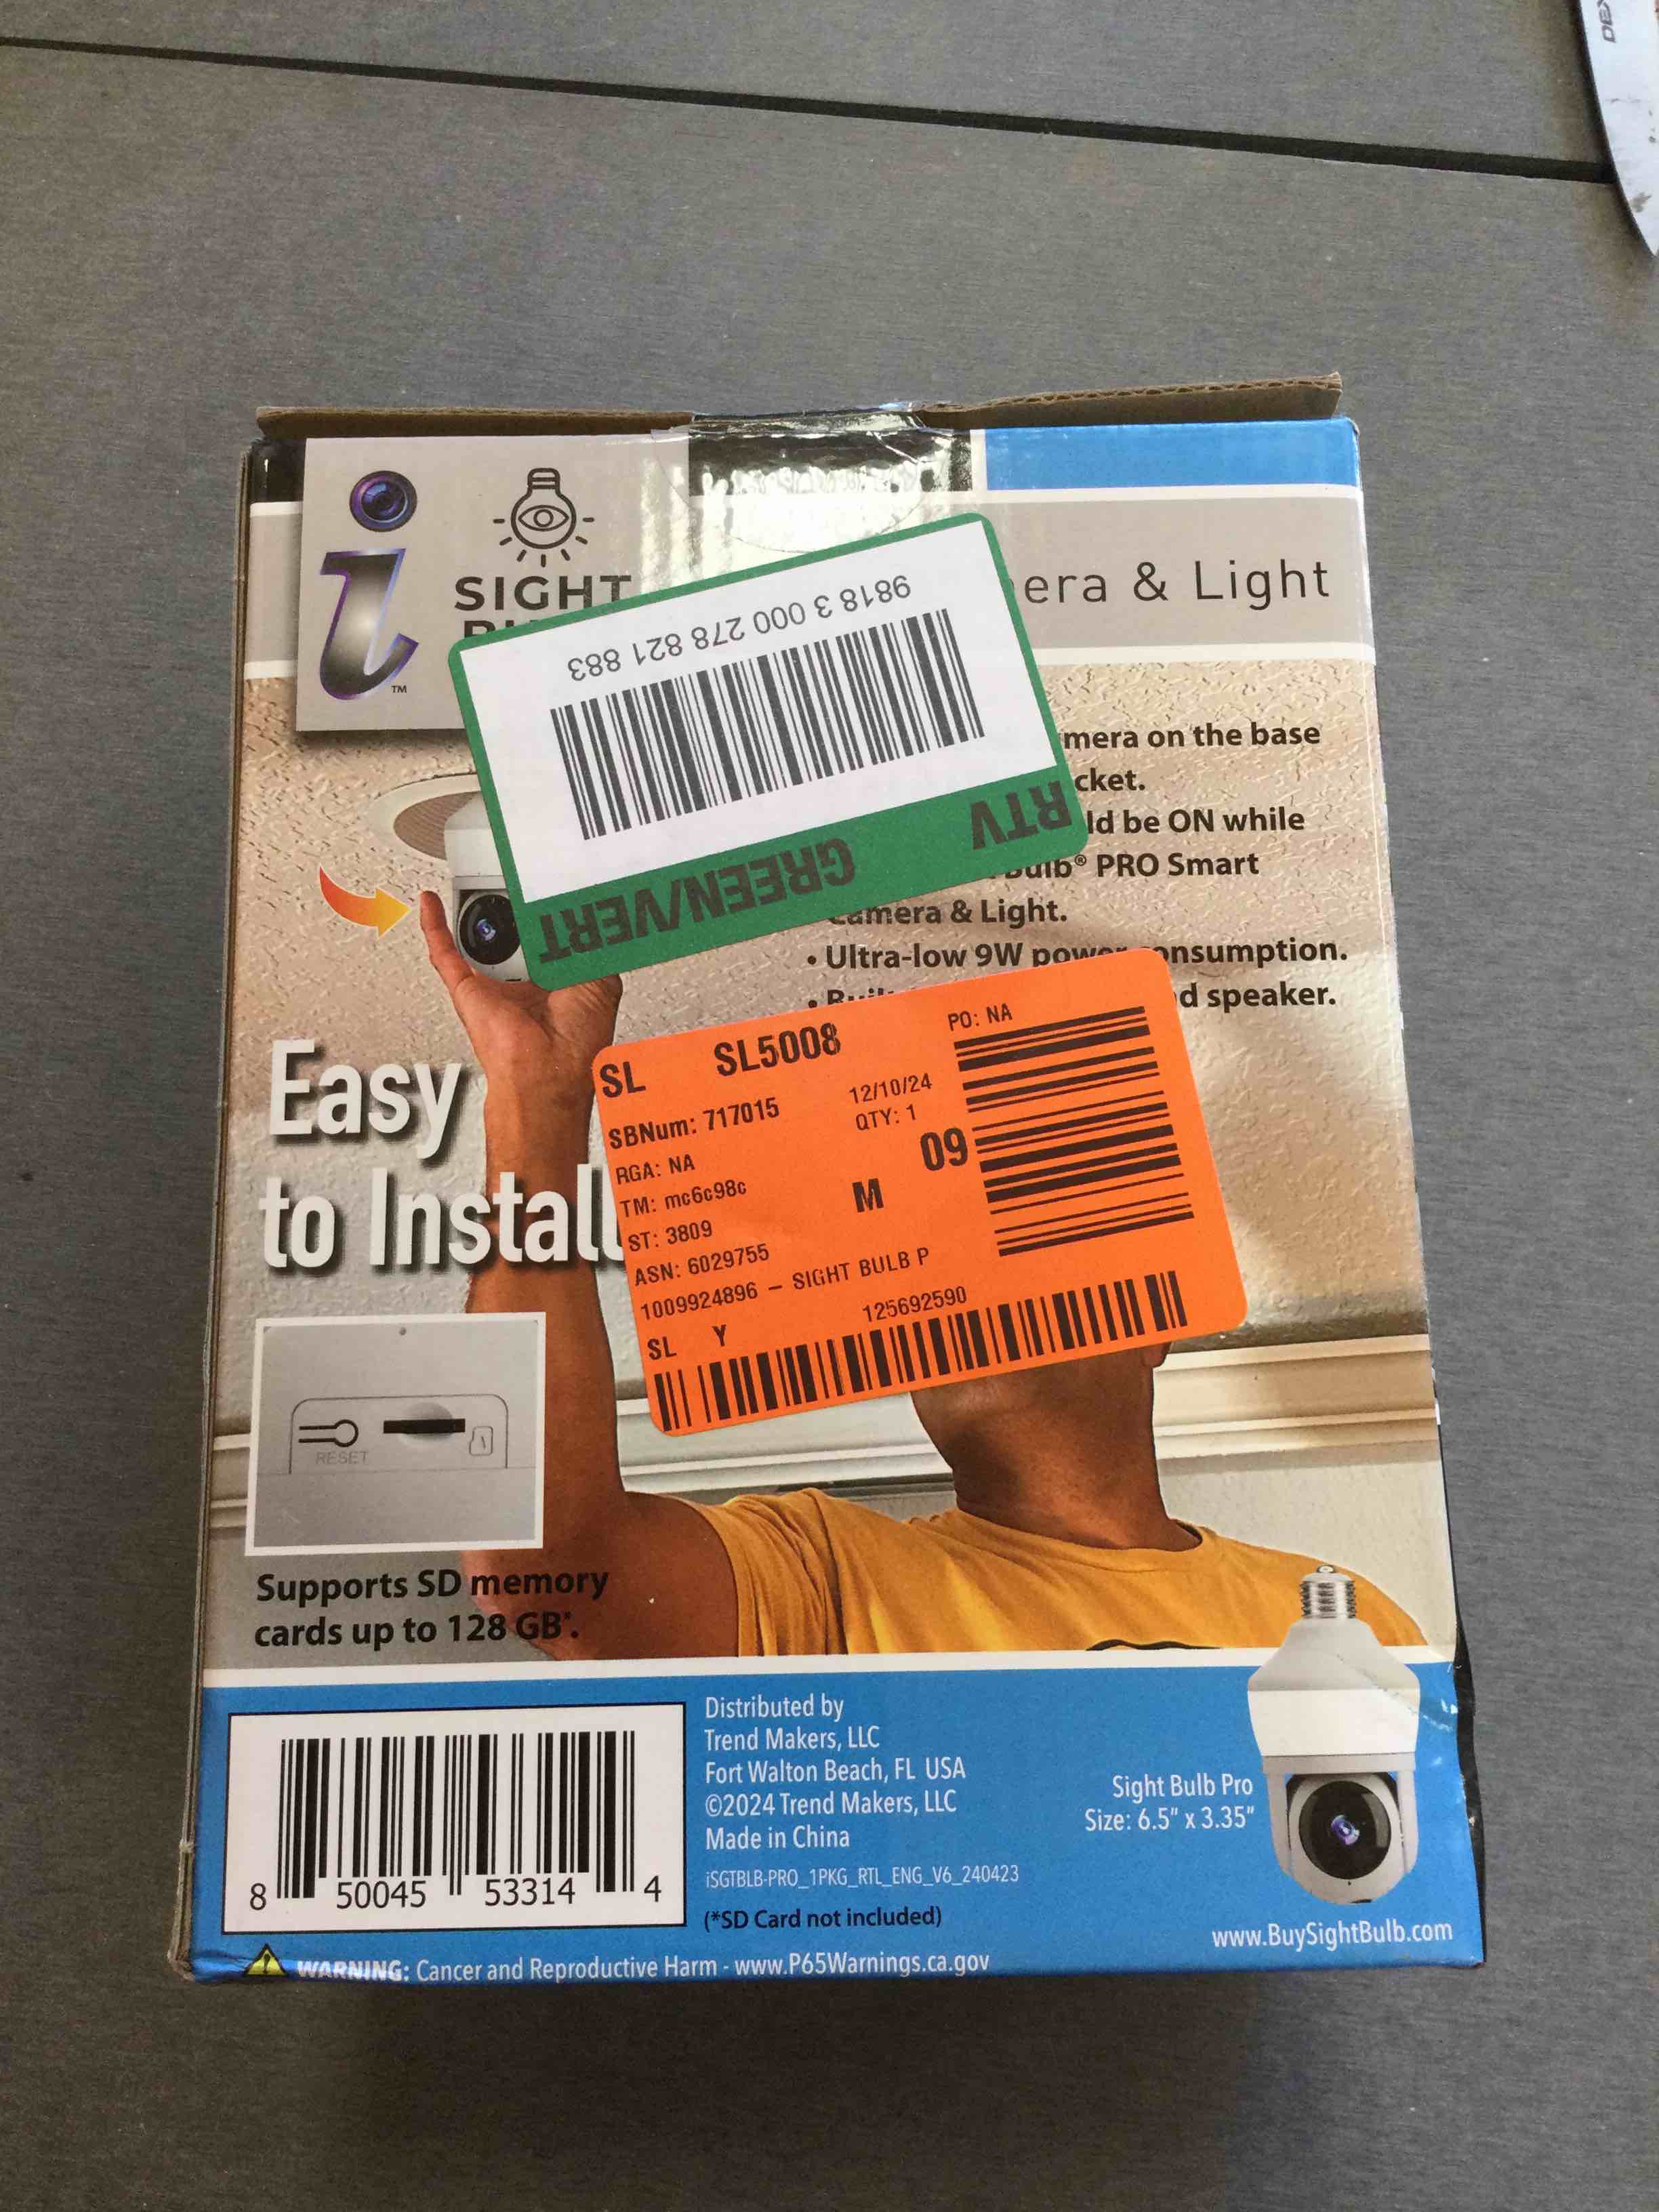 SIGHT
era & Light
9818 3 000 278 821 883
GREEN/VERT RTV
mera on the base
cket.
ld be ON while
Bulb® PRO Smart
Camera & Light.
• Ultra-low 9W power consumption.
d speaker.
i
TM
Easy
to Install
SL SL5008 PO: NA
SBNum: 717015 12/10/24
RGA: NA QTY: 1
TM: mc6c98c M 09
ST: 3809
ASN: 6029755
1009924896 – SIGHT BULB P
SL Y 125692590
RESET
Supports SD memory
cards up to 128 GB*.
8 50045 53314 4
Distributed by
Trend Makers, LLC
Fort Walton Beach, FL USA
©2024 Trend Makers, LLC
Made in China
iSGTBLB-PRO_1PKG_RTL_ENG_V6_240423
(*SD Card not included)
Sight Bulb Pro
Size: 6.5" x 3.35"
www.BuySightBulb.com
WARNING: Cancer and Reproductive Harm - www.P65Warnings.ca.gov